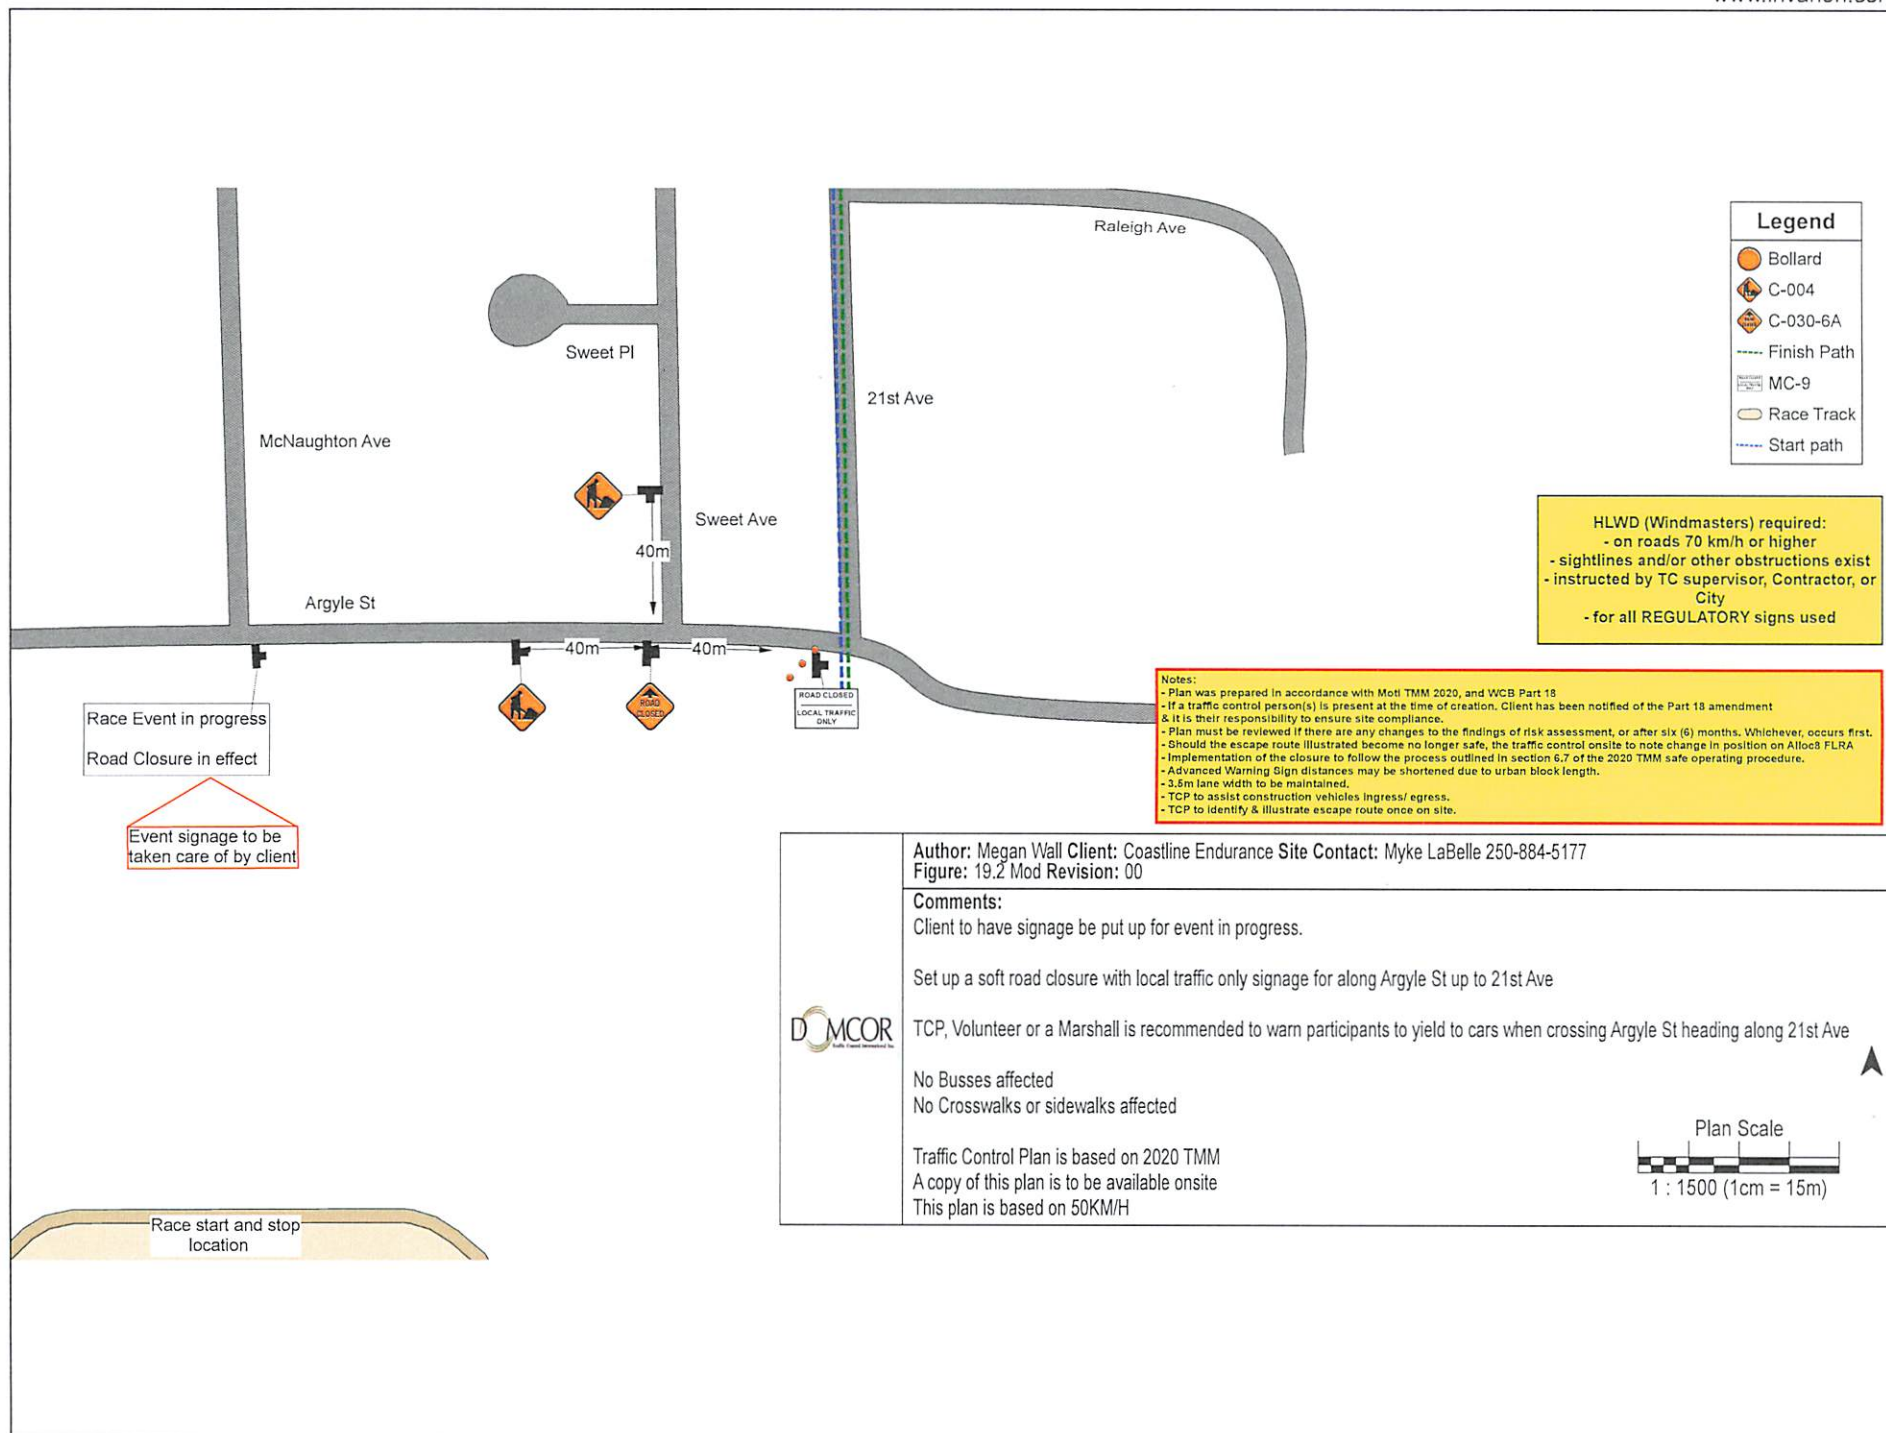 Raleigh Ave
Legend
Bollard
C-004
C-030-6A
Finish Path
MC-9
Race Track
Start path
Sweet Pl
21st Ave
McNaughton Ave
Sweet Ave
40m
HLWD (Windmasters) required:
- on roads 70 km/h or higher
- sightlines and/or other obstructions exist
- instructed by TC supervisor, Contractor, or
City
- for all REGULATORY signs used
Argyle St
40m
40m
Race Event in progress
Road Closure in effect
ROAD
CLOSED
ROAD CLOSED
LOCAL TRAFFIC
ONLY
Event signage to be
taken care of by client
Notes:
- Plan was prepared in accordance with Moti TMM 2020, and WCB Part 18
- If a traffic control person(s) is present at the time of creation. Client has been notified of the Part 18 amendment
& it is their responsibility to ensure site compliance.
- Plan must be reviewed if there are any changes to the findings of risk assessment, or after six (6) months. Whichever, occurs first.
- Should the escape route illustrated become no longer safe, the traffic control onsite to note change in position on Alloc8 FLRA
- Implementation of the closure to follow the process outlined in section 6.7 of the 2020 TMM safe operating procedure.
- Advanced Warning Sign distances may be shortened due to urban block length.
- 3.5m lane width to be maintained.
- TCP to assist construction vehicles ingress/ egress.
- TCP to identify & illustrate escape route once on site.
Author: Megan Wall Client: Coastline Endurance Site Contact: Myke LaBelle 250-884-5177
Figure: 19.2 Mod Revision: 00
Comments:
Client to have signage be put up for event in progress.
Set up a soft road closure with local traffic only signage for along Argyle St up to 21st Ave
TCP, Volunteer or a Marshall is recommended to warn participants to yield to cars when crossing Argyle St heading along 21st Ave
No Busses affected
No Crosswalks or sidewalks affected
Traffic Control Plan is based on 2020 TMM
A copy of this plan is to be available onsite
This plan is based on 50KM/H
DOMCOR
Plan Scale
1 : 1500 (1cm = 15m)
Race start and stop
location